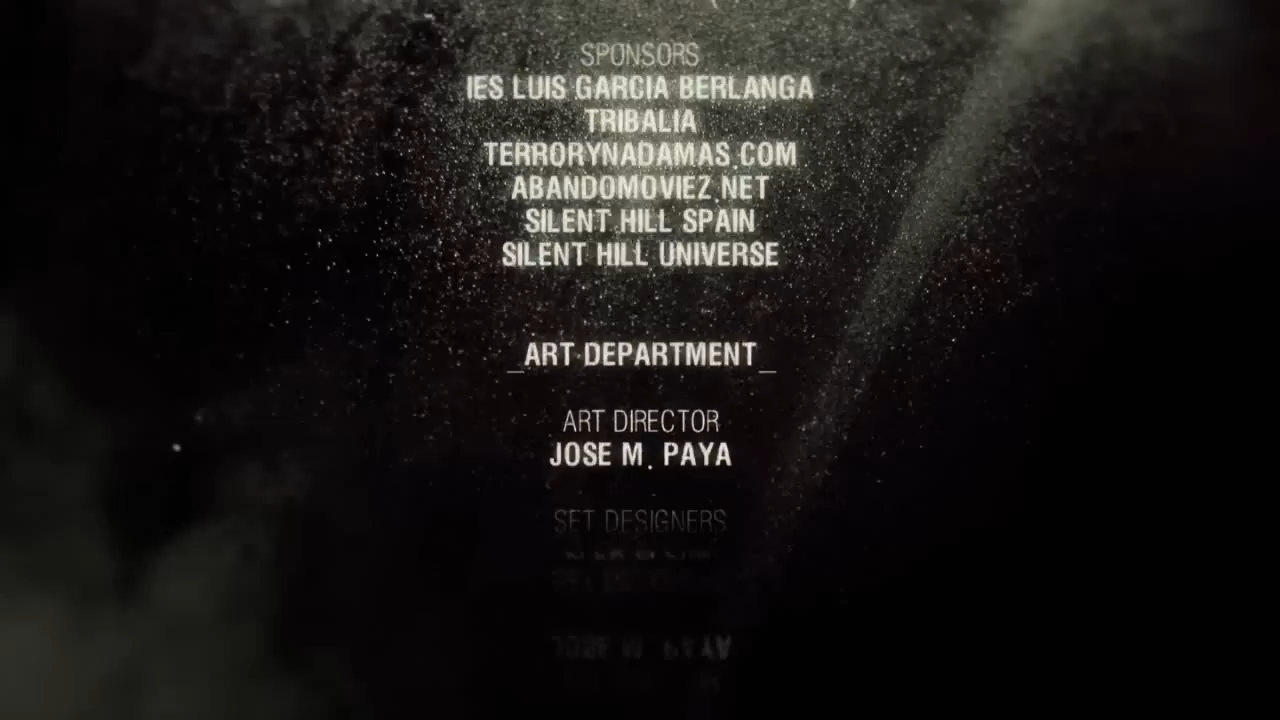 SPONSORS
IES LUIS GARCIA BERLANGA
TRIBALIA
TERRORYNADAMAS.COM
ABANDOMOVIEZ.NET
SILENT HILL SPAIN
SILENT HILL UNIVERSE
_ART DEPARTMENT_
ART DIRECTOR
JOSE M. PAYA
SET DESIGNERS